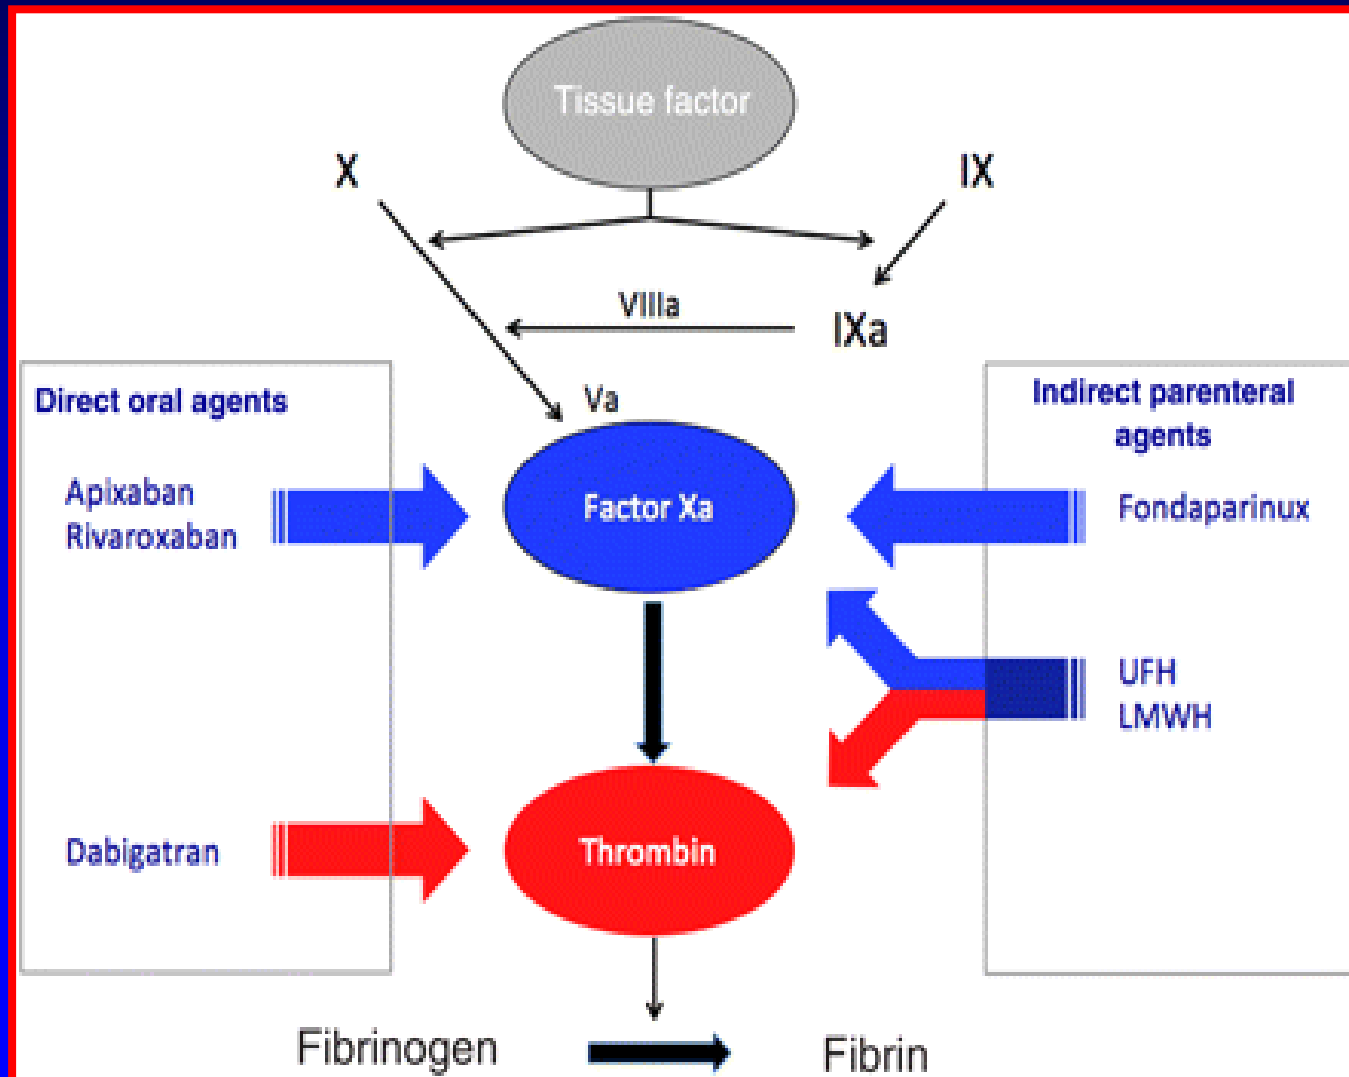 Tissue factor
X
IX
VIIIa
IXa
Direct oral agents
Va
Indirect parenteral
agents
Apixaban
Rivaroxaban
Factor Xa
Fondaparinux
UFH
LMWH
Dabigatran
Thrombin
Fibrinogen
Fibrin